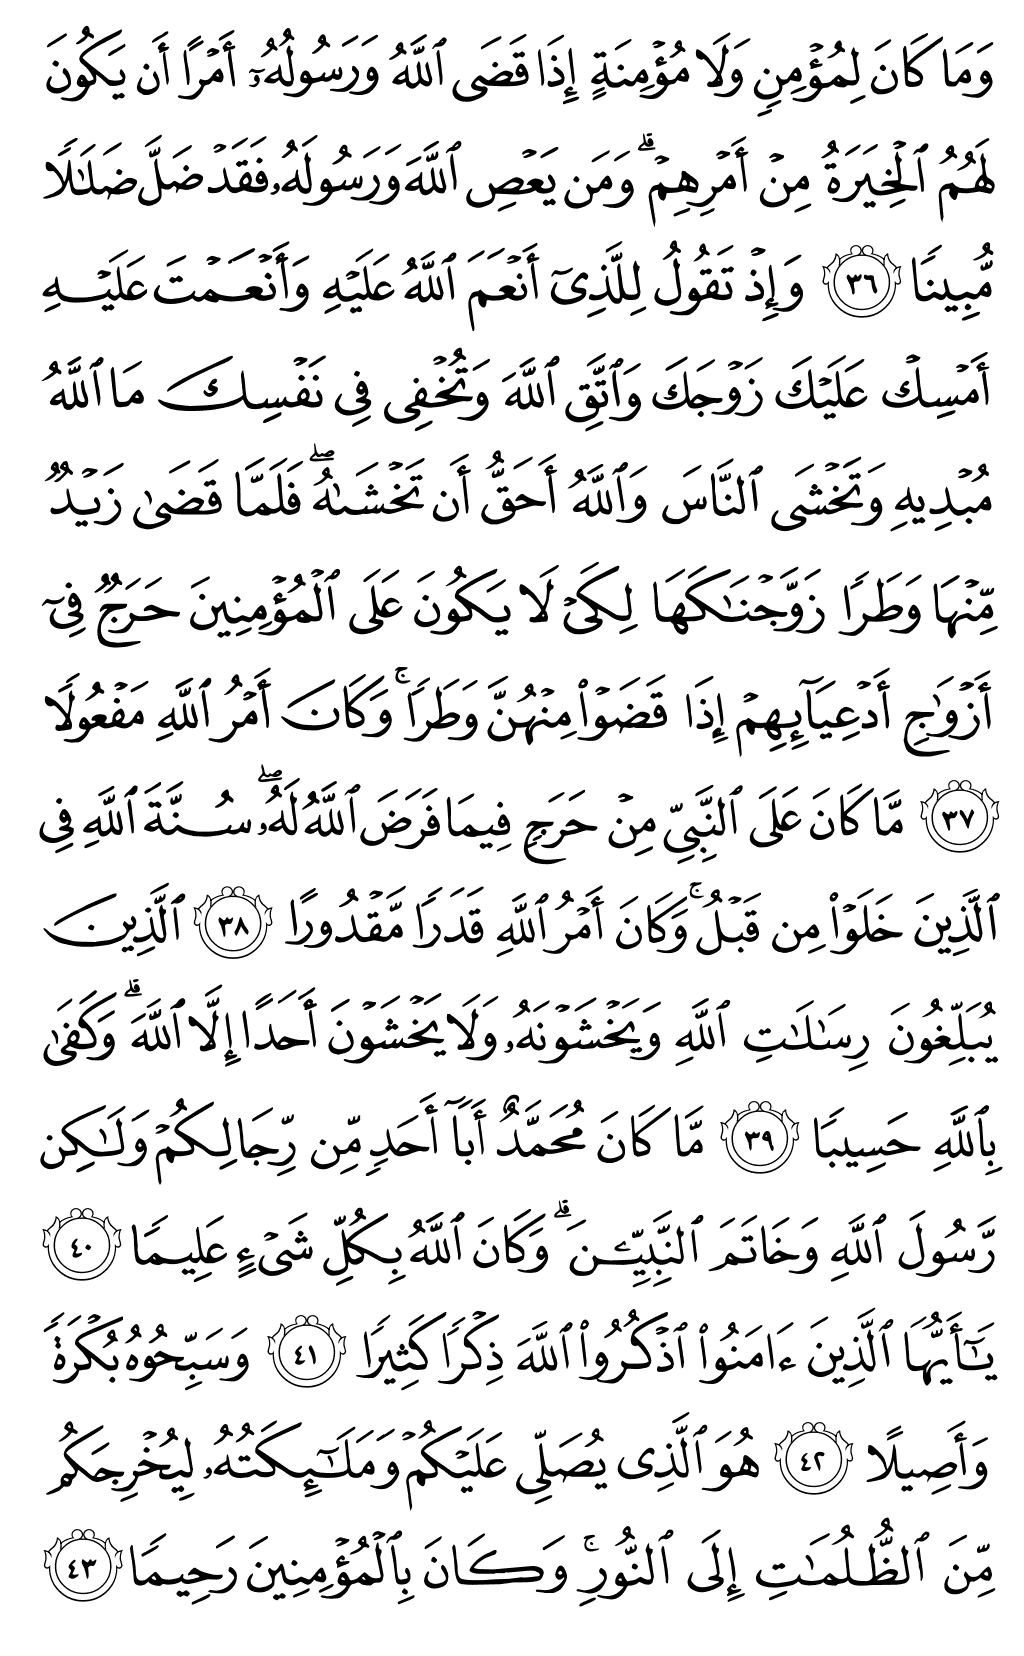 وَمَا كَانَ لِمُؤۡمِنٖ وَلَا مُؤۡمِنَةٍ إِذَا قَضَى ٱللَّهُ وَرَسُولُهُۥٓ أَمۡرًا أَن يَكُونَ
لَهُمُ ٱلۡخِيَرَةُ مِنۡ أَمۡرِهِمۡۗ وَمَن يَعۡصِ ٱللَّهَ وَرَسُولَهُۥ فَقَدۡ ضَلَّ ضَلَٰلٗا
مُّبِينٗا ٣٦ وَإِذۡ تَقُولُ لِلَّذِيٓ أَنۡعَمَ ٱللَّهُ عَلَيۡهِ وَأَنۡعَمۡتَ عَلَيۡهِ
أَمۡسِكۡ عَلَيۡكَ زَوۡجَكَ وَٱتَّقِ ٱللَّهَ وَتُخۡفِي فِي نَفۡسِكَ مَا ٱللَّهُ
مُبۡدِيهِ وَتَخۡشَى ٱلنَّاسَ وَٱللَّهُ أَحَقُّ أَن تَخۡشَىٰهُۖ فَلَمَّا قَضَىٰ زَيۡدٞ
مِّنۡهَا وَطَرٗا زَوَّجۡنَٰكَهَا لِكَيۡ لَا يَكُونَ عَلَى ٱلۡمُؤۡمِنِينَ حَرَجٞ فِيٓ
أَزۡوَٰجِ أَدۡعِيَآئِهِمۡ إِذَا قَضَوۡاْ مِنۡهُنَّ وَطَرٗاۚ وَكَانَ أَمۡرُ ٱللَّهِ مَفۡعُولٗا
٣٧ مَّا كَانَ عَلَى ٱلنَّبِيِّ مِنۡ حَرَجٖ فِيمَا فَرَضَ ٱللَّهُ لَهُۥۖ سُنَّةَ ٱللَّهِ فِي
ٱلَّذِينَ خَلَوۡاْ مِن قَبۡلُۚ وَكَانَ أَمۡرُ ٱللَّهِ قَدَرٗا مَّقۡدُورًا ٣٨ ٱلَّذِينَ
يُبَلِّغُونَ رِسَٰلَٰتِ ٱللَّهِ وَيَخۡشَوۡنَهُۥ وَلَا يَخۡشَوۡنَ أَحَدًا إِلَّا ٱللَّهَۗ وَكَفَىٰ
بِٱللَّهِ حَسِيبٗا ٣٩ مَّا كَانَ مُحَمَّدٌ أَبَآ أَحَدٖ مِّن رِّجَالِكُمۡ وَلَٰكِن
رَّسُولَ ٱللَّهِ وَخَاتَمَ ٱلنَّبِيِّـۧنَۗ وَكَانَ ٱللَّهُ بِكُلِّ شَيۡءٍ عَلِيمٗا ٤٠
يَٰٓأَيُّهَا ٱلَّذِينَ ءَامَنُواْ ٱذۡكُرُواْ ٱللَّهَ ذِكۡرٗا كَثِيرٗا ٤١ وَسَبِّحُوهُ بُكۡرَةٗ
وَأَصِيلًا ٤٢ هُوَ ٱلَّذِي يُصَلِّي عَلَيۡكُمۡ وَمَلَٰٓئِكَتُهُۥ لِيُخۡرِجَكُم
مِّنَ ٱلظُّلُمَٰتِ إِلَى ٱلنُّورِۚ وَكَانَ بِٱلۡمُؤۡمِنِينَ رَحِيمٗا ٤٣